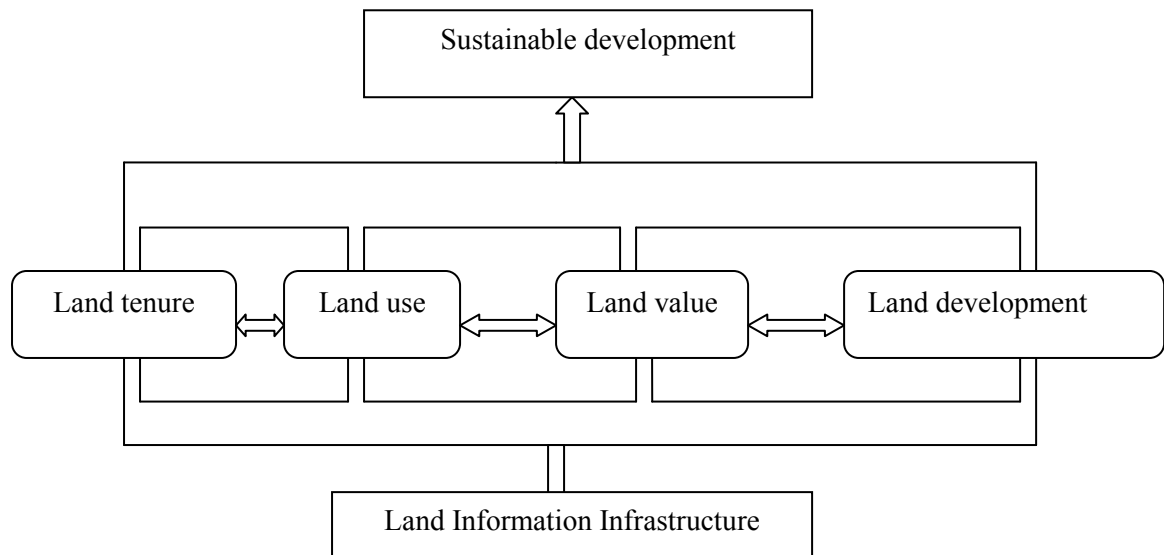 Sustainable development
Land tenure
Land use
Land value
Land development
Land Information Infrastructure